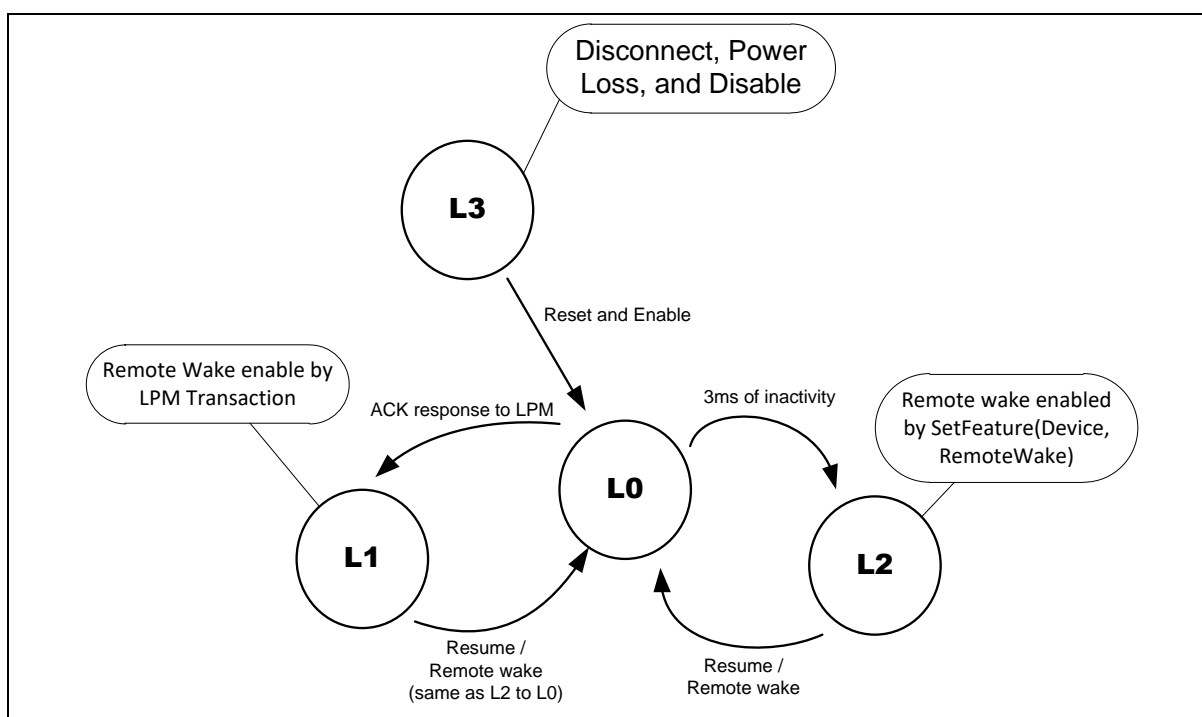 Disconnect, Power
Loss, and Disable
L3
Reset and Enable
Remote Wake enable by
LPM Transaction
ACK response to LPM
3ms of inactivity
Remote wake enabled
by SetFeature(Device,
RemoteWake)
L0
L1
L2
Resume /
Remote wake
(same as L2 to L0)
Resume /
Remote wake